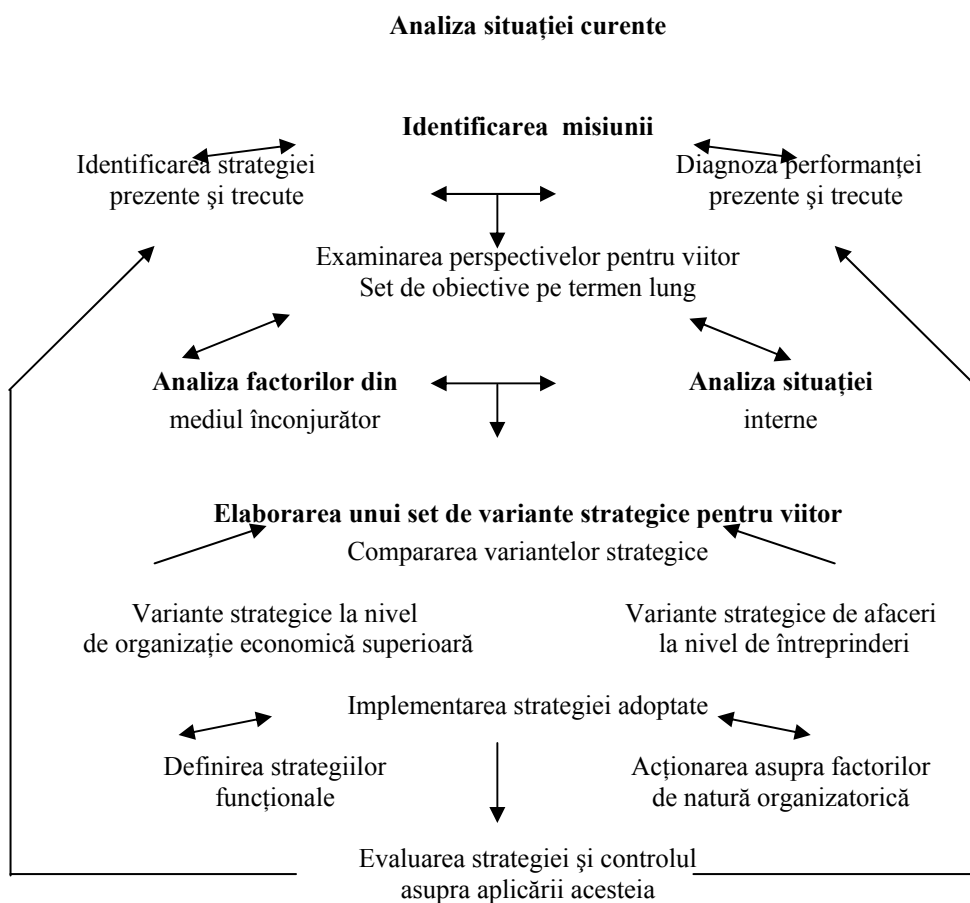 Analiza situației curente
Identificarea misiunii
Identificarea strategiei
prezente şi trecute
Diagnoza performanței
prezente şi trecute
Examinarea perspectivelor pentru viitor
Set de obiective pe termen lung
Analiza factorilor din
mediul înconjurător
Analiza situației
interne
Elaborarea unui set de variante strategice pentru viitor
Compararea variantelor strategice
Variante strategice la nivel
de organizație economică superioară
Variante strategice de afaceri
la nivel de întreprinderi
Implementarea strategiei adoptate
Definirea strategiilor
funcționale
Acționarea asupra factorilor
de natură organizatorică
Evaluarea strategiei şi controlul
asupra aplicării acesteia